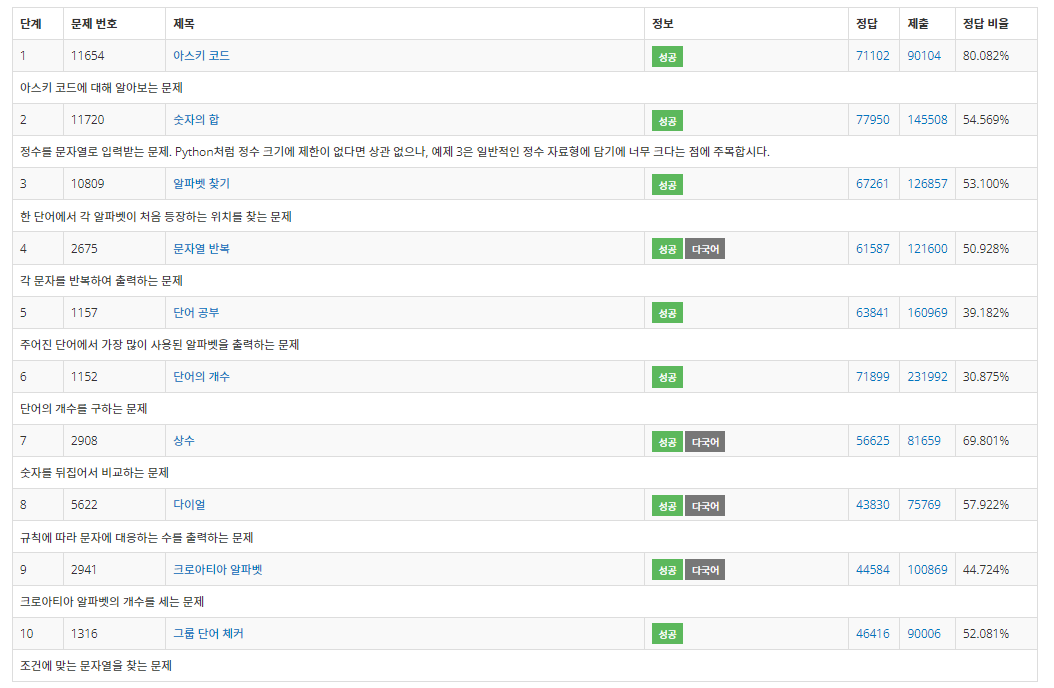 단계 문제 번호 제목 정보 정답 제출 정답 비율
1 11654 아스키 코드 성공 71102 90104 80.082%
아스키 코드에 대해 알아보는 문제
2 11720 숫자의 합 성공 77950 145508 54.569%
정수를 문자열로 입력받는 문제. Python처럼 정수 크기에 제한이 없다면 상관 없으나, 예제 3은 일반적인 정수 자료형에 담기에 너무 크다는 점에 주목합시다.
3 10809 알파벳 찾기 성공 67261 126857 53.100%
한 단어에서 각 알파벳이 처음 등장하는 위치를 찾는 문제
4 2675 문자열 반복 성공 다국어 61587 121600 50.928%
각 문자를 반복하여 출력하는 문제
5 1157 단어 공부 성공 63841 160969 39.182%
주어진 단어에서 가장 많이 사용된 알파벳을 출력하는 문제
6 1152 단어의 개수 성공 71899 231992 30.875%
단어의 개수를 구하는 문제
7 2908 상수 성공 다국어 56625 81659 69.801%
숫자를 뒤집어서 비교하는 문제
8 5622 다이얼 성공 다국어 43830 75769 57.922%
규칙에 따라 문자에 대응하는 수를 출력하는 문제
9 2941 크로아티아 알파벳 성공 다국어 44584 100869 44.724%
크로아티아 알파벳의 개수를 세는 문제
10 1316 그룹 단어 체커 성공 46416 90006 52.081%
조건에 맞는 문자열을 찾는 문제